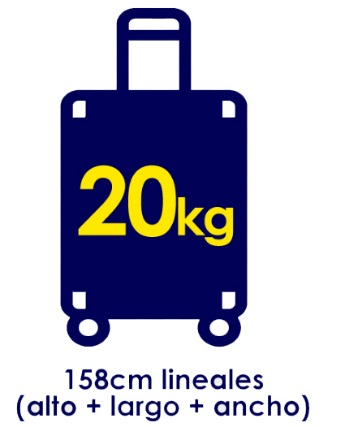 20kg
158cm lineales
(alto + largo + ancho)